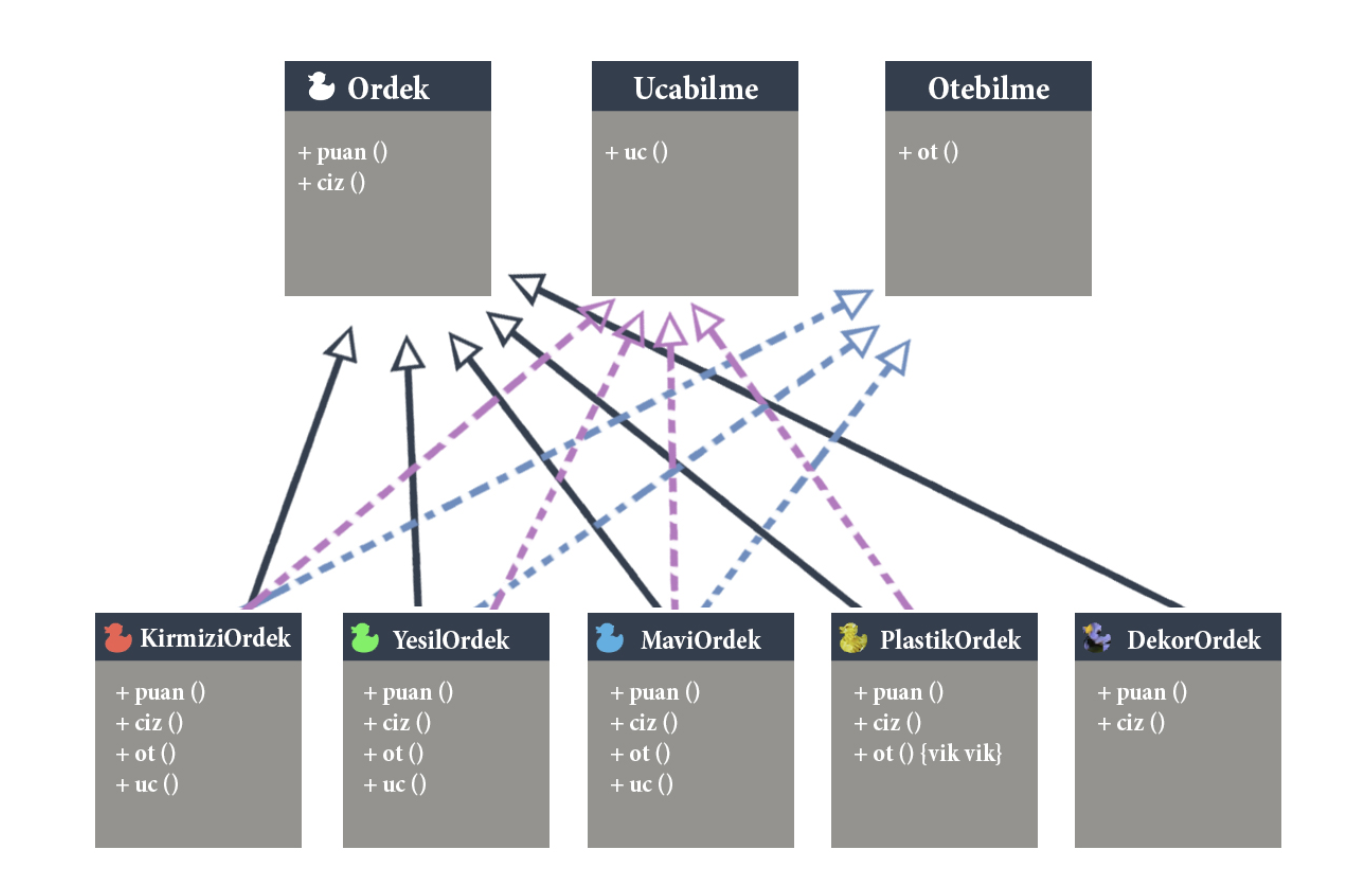 Ordek
+ puan ()
+ ciz ()
Ucabilme
+ uc ()
Otebilme
+ ot ()
KirmiziOrdek
+ puan ()
+ ciz ()
+ ot ()
+ uc ()
YesilOrdek
+ puan ()
+ ciz ()
+ ot ()
+ uc ()
MaviOrdek
+ puan ()
+ ciz ()
+ ot ()
+ uc ()
PlastikOrdek
+ puan ()
+ ciz ()
+ ot () {vik vik}
DekorOrdek
+ puan ()
+ ciz ()